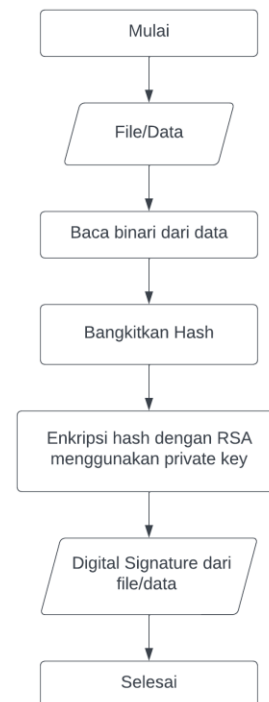 Mulai
File/Data
Baca binari dari data
Bangkitkan Hash
Enkripsi hash dengan RSA
menggunakan private key
Digital Signature dari
file/data
Selesai